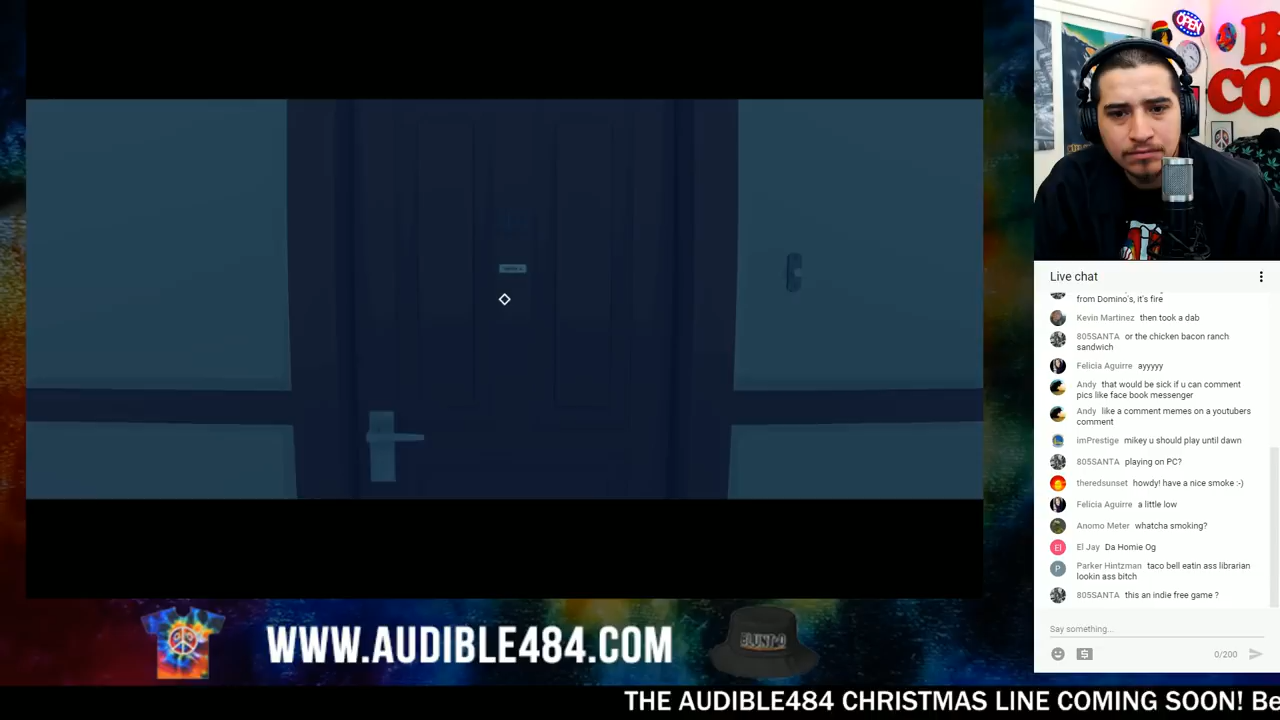 OPEN
B
CO
Live chat
from Domino's, it's fire
Kevin Martinez then took a dab
805SANTA or the chicken bacon ranch
sandwich
Felicia Aguirre ayyyyy
Andy that would be sick if u can comment
pics like face book messenger
Andy like a comment memes on a youtubers
comment
imPrestige mikey u should play until dawn
805SANTA playing on PC?
theredsunset howdy! have a nice smoke :-)
Felicia Aguirre a little low
Anomo Meter whatcha smoking?
El El Jay Da Homie Og
P Parker Hintzman taco bell eatin ass librarian
lookin ass bitch
805SANTA this an indie free game ?
Say something...
0/200
WWW.AUDIBLE484.COM
THE AUDIBLE484 CHRISTMAS LINE COMING SOON! Be